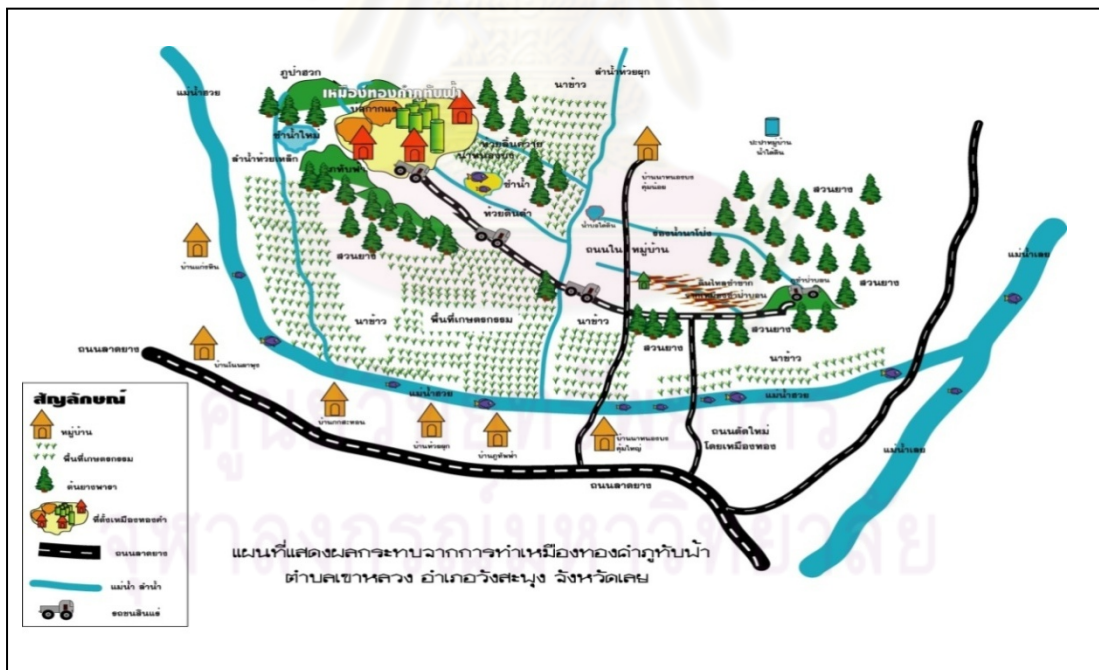 ภูป่าฮวก
ลำน้ำห้วยผุก
แม่น้ำฮวย
เหมืองทองคำภูทับฟ้า
นาข้าว
บ่อกากแร่
ซำน้ำใหม่
ประปาหมู่บ้าน
น้ำใต้ดิน
ลำน้ำห้วยเหล็ก
บ้านนาหนองบง
คุ้มน้อย
สวนยาง
ซำน้ำ
ห้วยดินดำ
น้ำบ่อใต้ดิน
ร่องน้ำนาโป่ง
ถนนในหมู่บ้าน
แม่น้ำเลย
สวนยาง
บ้านแก่งหิน
สวนยาง
นาข้าว
พื้นที่เกษตรกรรม
นาข้าว
สวนยาง
สวนยาง
นาข้าว
ถนนลาดยาง
บ้านโนนผาพุง
แม่น้ำฮวย
แม่น้ำฮวย
บ้านกกสะทอน
บ้านห้วยผุก
บ้านภูทับฟ้า
บ้านนาหนองบง
คุ้มใหญ่
ถนนตัดใหม่
โดยเหมืองทอง
แม่น้ำเลย
ถนนลาดยาง
สัญลักษณ์
หมู่บ้าน
พื้นที่เกษตรกรรม
ต้นยางพารา
ที่ตั้งเหมืองทองคำ
ถนนลาดยาง
แม่น้ำ ลำน้ำ
รถขนสินแร่
แผนที่แสดงผลกระทบจากการทำเหมืองทองคำภูทับฟ้า
ตำบลเขาหลวง อำเภอวังสะพุง จังหวัดเลย
ศูนย์วิทยทรัพยากร
จุฬาลงกรณ์มหาวิทยาลัย